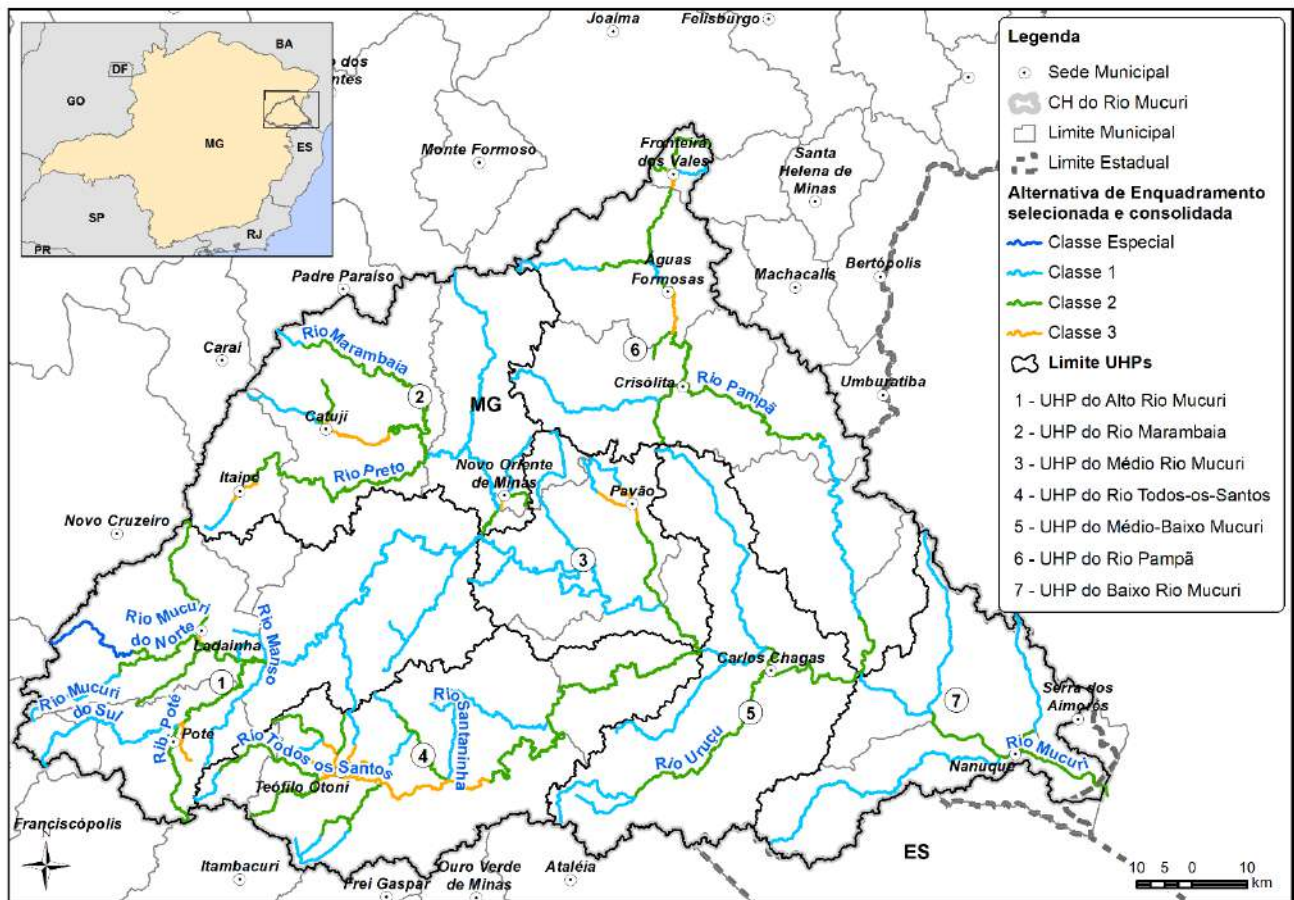 Joaima
Felisburgo
BA
DF
o dos
ntes
GO
MG
ES
SP
RJ
PR
Monte Formoso
Fronteira
dos Vales
Santa
Helena de
Minas
Padre Paraíso
Águas
Formosas
Machacalis
Bertópolis
Caraí
Rio Marambaia
2
MG
6
Crisólita
Rio Pampã
Umburatiba
Catuji
Itaipé
Rio Preto
Novo Oriente
de Minas
Pavão
Novo Cruzeiro
3
Rio Mucuri
do Norte
Ladainha
Rio Manso
1
Rio Mucuri
do Sul
Rib. Poté
Poté
Carlos Chagas
7
Serra dos
Aimorés
Rio Santaninha
5
Rio Todos os Santos
4
Rio Uruçu
Rio Mucuri
Nanuque
Teófilo Otoni
Franciscópolis
N
Itambacuri
Frei Gaspar
Ouro Verde
de Minas
Ataléia
ES
10 5 0 10
km
Legenda
Sede Municipal
CH do Rio Mucuri
Limite Municipal
Limite Estadual
Alternativa de Enquadramento
selecionada e consolidada
Classe Especial
Classe 1
Classe 2
Classe 3
Limite UHPs
1 - UHP do Alto Rio Mucuri
2 - UHP do Rio Marambaia
3 - UHP do Médio Rio Mucuri
4 - UHP do Rio Todos-os-Santos
5 - UHP do Médio-Baixo Mucuri
6 - UHP do Rio Pampã
7 - UHP do Baixo Rio Mucuri